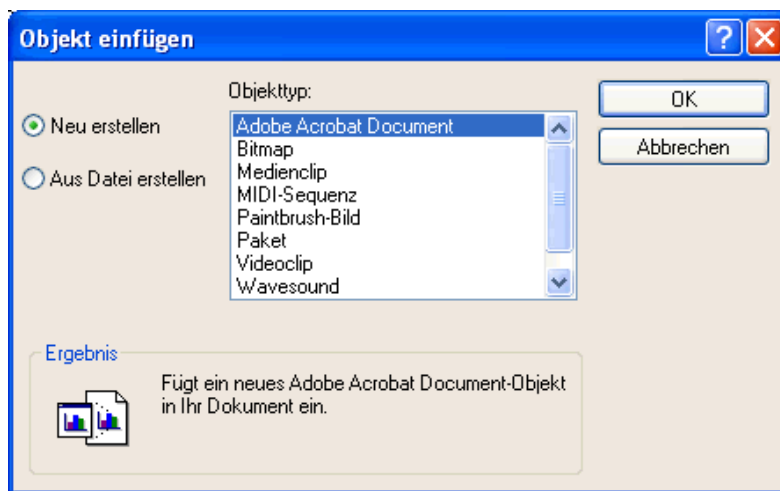 Objekt einfügen
Objekttyp:
Neu erstellen
Aus Datei erstellen
Adobe Acrobat Document
Bitmap
Medienclip
MIDI-Sequenz
Paintbrush-Bild
Paket
Videoclip
Wavesound
OK
Abbrechen
Ergebnis
Fügt ein neues Adobe Acrobat Document-Objekt
in Ihr Dokument ein.